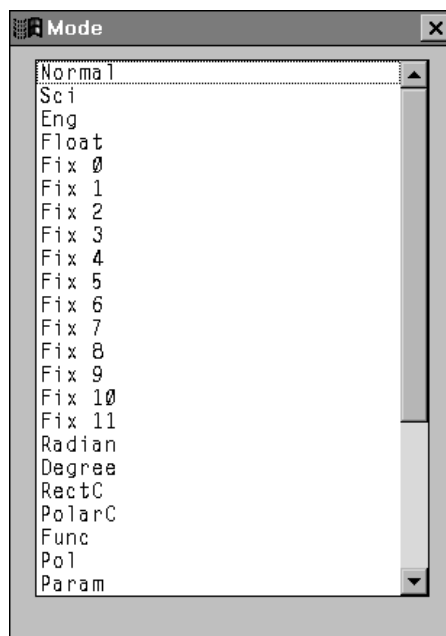 Mode
Normal
Sci
Eng
Float
Fix 0
Fix 1
Fix 2
Fix 3
Fix 4
Fix 5
Fix 6
Fix 7
Fix 8
Fix 9
Fix 10
Fix 11
Radian
Degree
RectC
PolarC
Func
Pol
Param